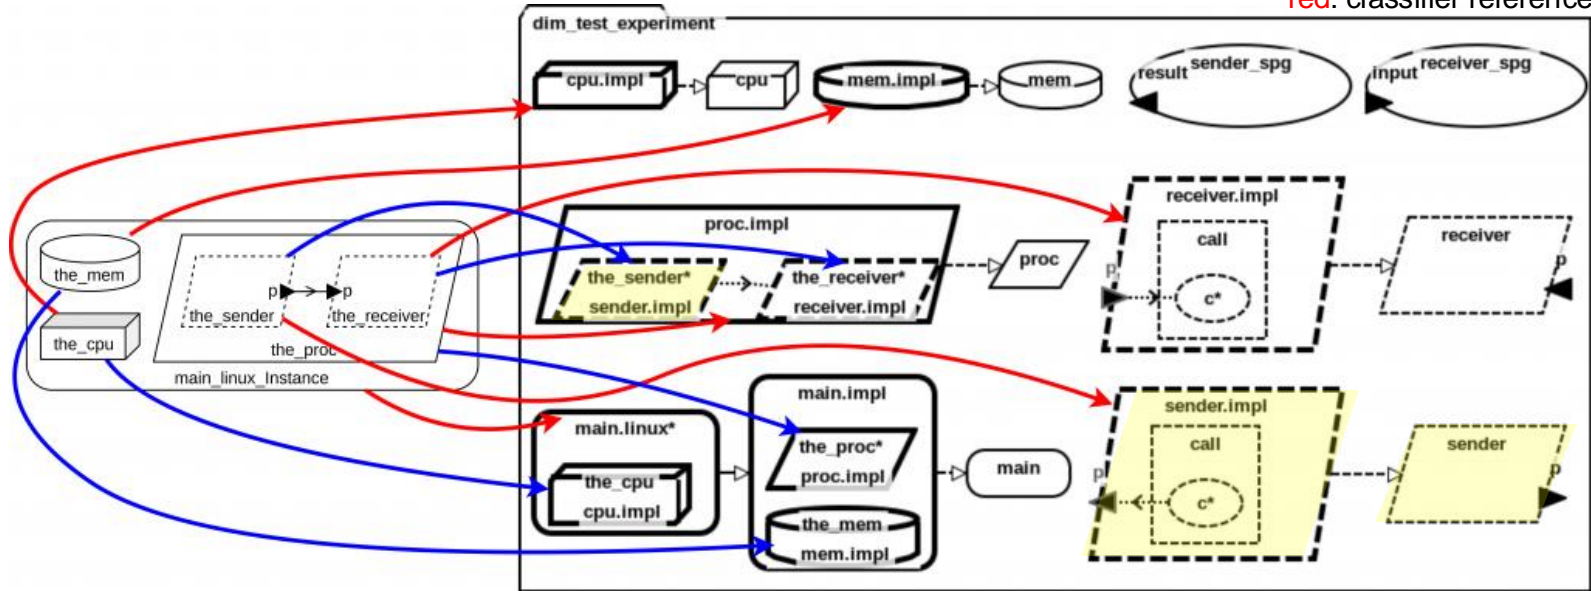 red: classifier reference
dim_test_experiment
cpu.impl
cpu
mem.impl
mem
result
sender_spg
input
receiver_spg
proc.impl
the_sender*
sender.impl
the_receiver*
receiver.impl
proc
receiver.impl
call
p
c*
receiver
p
the_mem
the_cpu
p
p
the_sender
the_receiver
the_proc
main_linux_Instance
main.linux*
the_cpu
cpu.impl
main.impl
the_proc*
proc.impl
the_mem
mem.impl
main
sender.impl
call
p
c*
sender
p